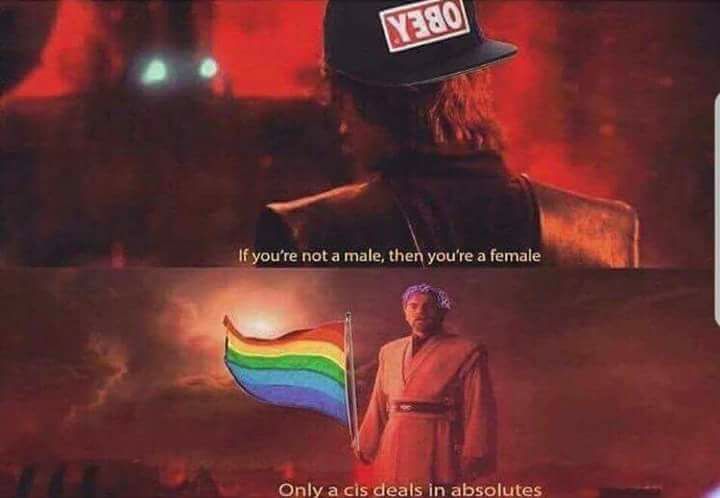 OBEY
If you're not a male, then you're a female
Only a cis deals in absolutes